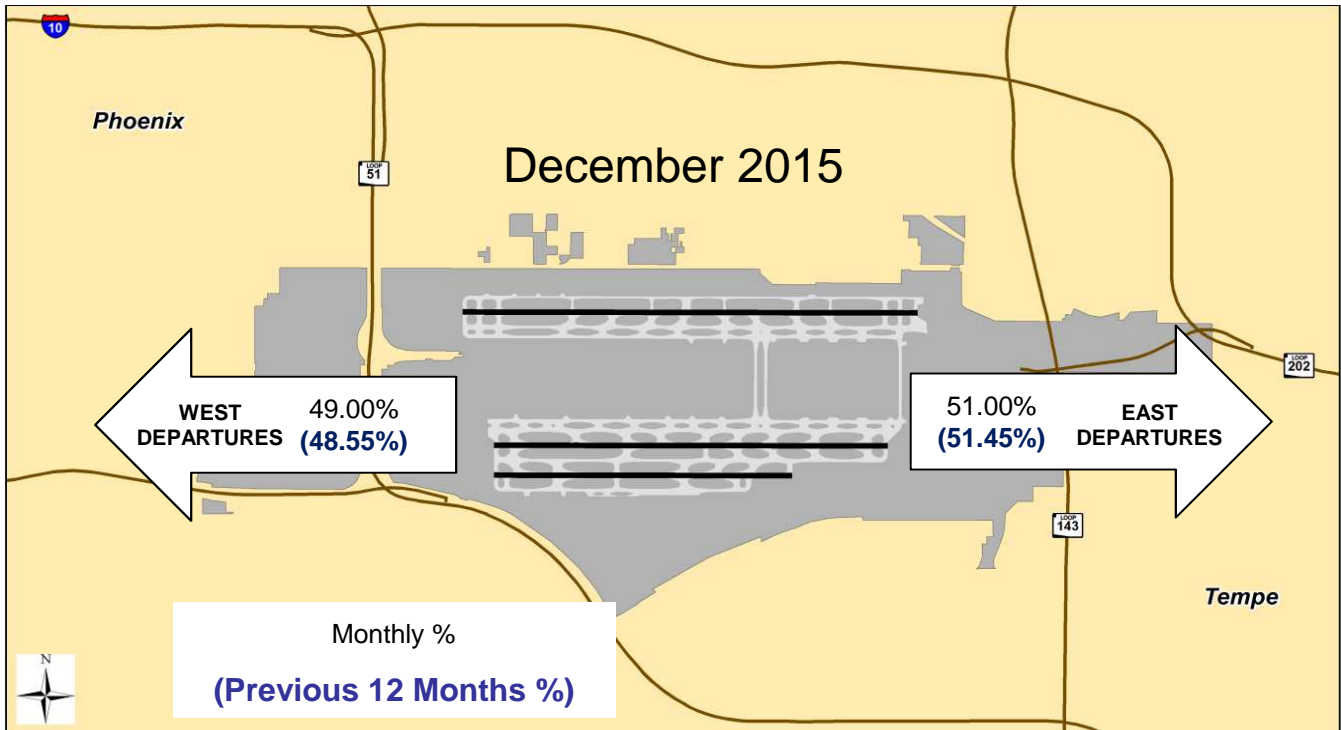 10
Phoenix
LOOP
51
December 2015
WEST
DEPARTURES
49.00%
(48.55%)
51.00%
(51.45%)
EAST
DEPARTURES
LOOP
202
LOOP
143
Tempe
Monthly %
(Previous 12 Months %)
N